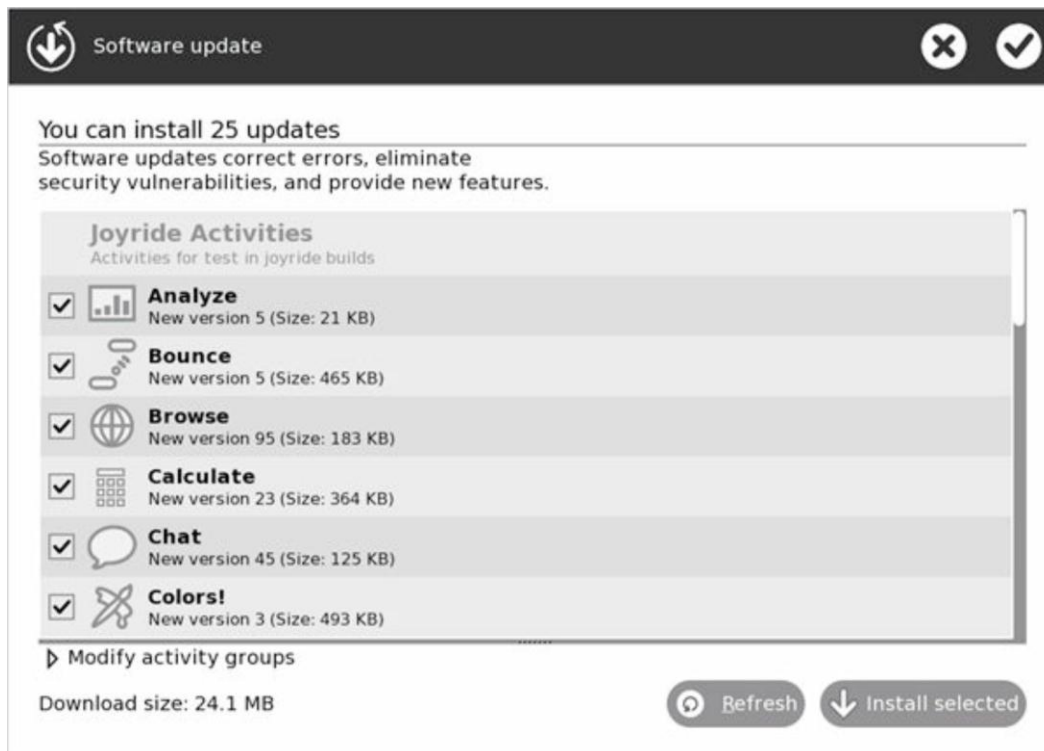 Software update
You can install 25 updates
Software updates correct errors, eliminate
security vulnerabilities, and provide new features.
Joyride Activities
Activities for test in joyride builds
Analyze
New version 5 (Size: 21 KB)
Bounce
New version 5 (Size: 465 KB)
Browse
New version 95 (Size: 183 KB)
Calculate
New version 23 (Size: 364 KB)
Chat
New version 45 (Size: 125 KB)
Colors!
New version 3 (Size: 493 KB)
Modify activity groups
Download size: 24.1 MB
Refresh
Install selected